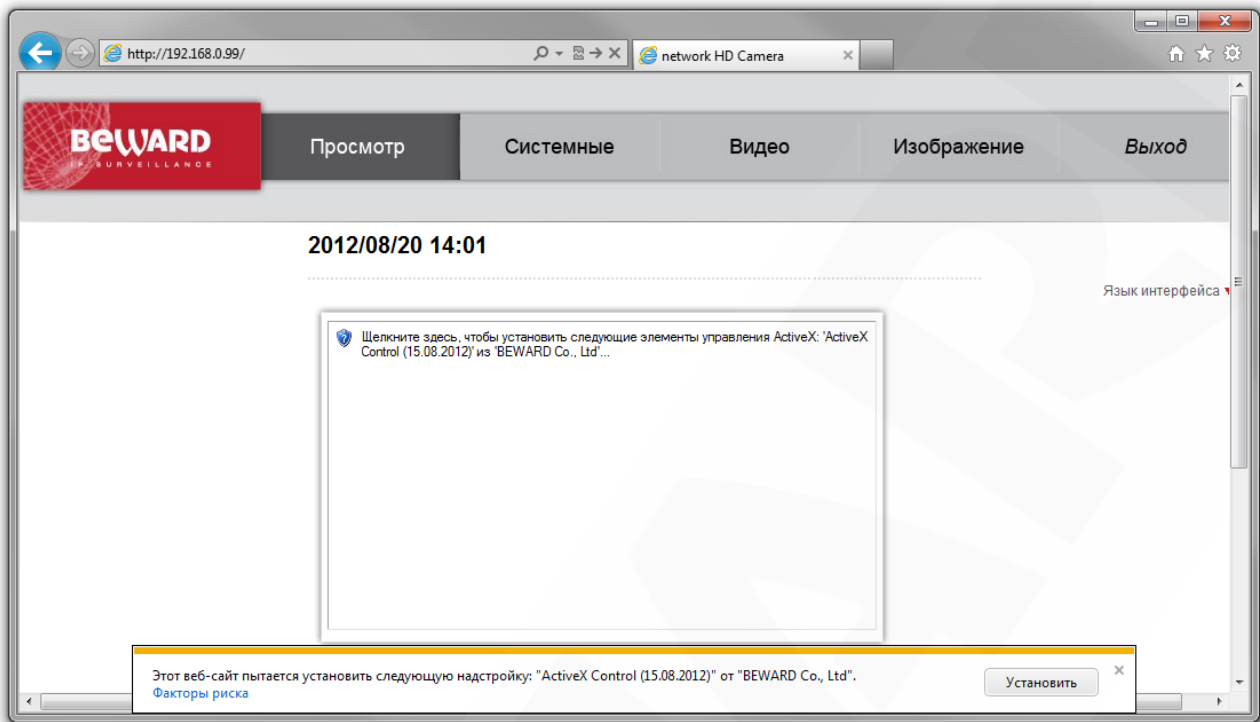 http://192.168.0.99/
network HD Camera
BEWARD
IP SURVEILLANCE
Просмотр
Системные
Видео
Изображение
Выход
2012/08/20 14:01
Язык интерфейса
Щелкните здесь, чтобы установить следующие элементы управления ActiveX: 'ActiveX
Control (15.08.2012)' из 'BEWARD Co., Ltd'...
Этот веб-сайт пытается установить следующую надстройку: "ActiveX Control (15.08.2012)" от "BEWARD Co., Ltd".
Факторы риска
Установить